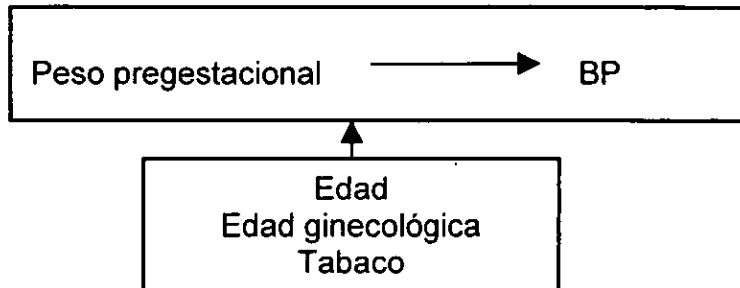 Peso pregestacional BP
Edad
Edad ginecológica
Tabaco